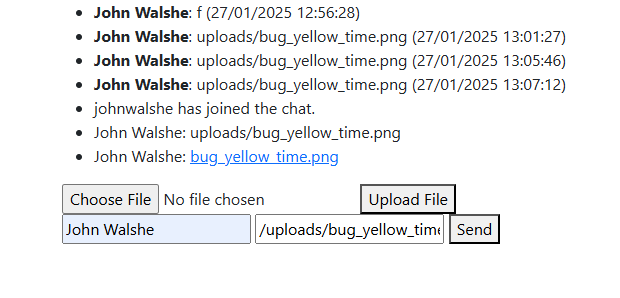 John Walshe: f (27/01/2025 12:56:28)
John Walshe: uploads/bug_yellow_time.png (27/01/2025 13:01:27)
John Walshe: uploads/bug_yellow_time.png (27/01/2025 13:05:46)
John Walshe: uploads/bug_yellow_time.png (27/01/2025 13:07:12)
johnwalshe has joined the chat.
John Walshe: uploads/bug_yellow_time.png
John Walshe: bug_yellow_time.png
Choose File No file chosen Upload File
John Walshe /uploads/bug_yellow_time Send